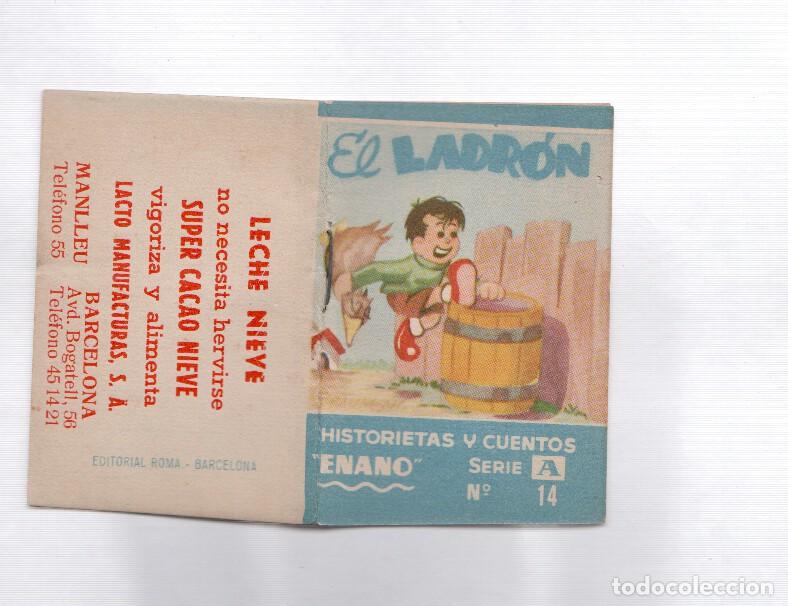 El LADRÓN
HISTORIETAS Y CUENTOS
"ENANO" SERIE A
Nº 14
LECHE NIEVE
no necesita hervirse
SUPER CACAO NIEVE
vigoriza y alimenta
LACTO MANUFACTURAS, S. A.
BARCELONA
Avd. Bogatell, 56
Teléfono 45 14 21
MANLLEU
Teléfono 55
EDITORIAL ROMA.- BARCELONA
todocoleccion